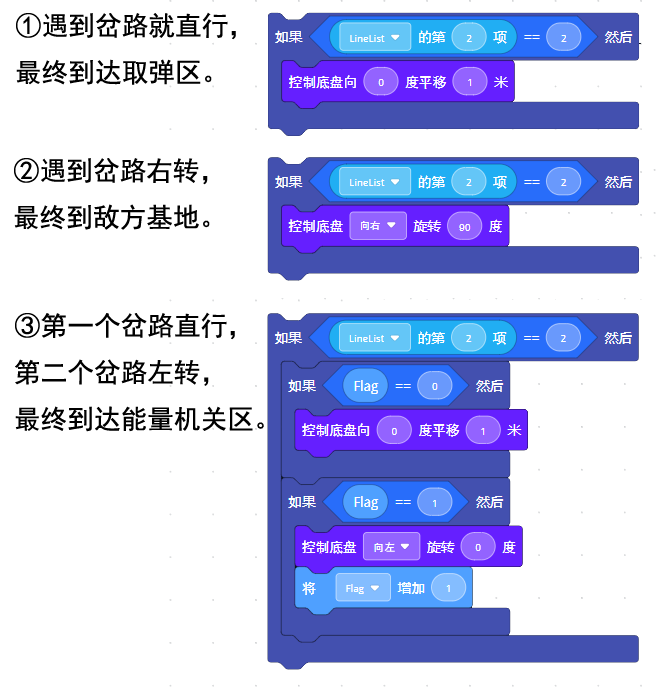 ①遇到岔路就直行,
最终到达取弹区。
如果 LineList 的第 2 项 == 2 然后
控制底盘向 0 度平移 1 米
②遇到岔路右转,
最终到敌方基地。
如果 LineList 的第 2 项 == 2 然后
控制底盘 向右 旋转 90 度
③第一个岔路直行,
第二个岔路左转,
最终到达能量机关区。
如果 LineList 的第 2 项 == 2 然后
如果 Flag == 0 然后
控制底盘向 0 度平移 1 米
如果 Flag == 1 然后
控制底盘 向左 旋转 0 度
将 Flag 增加 1